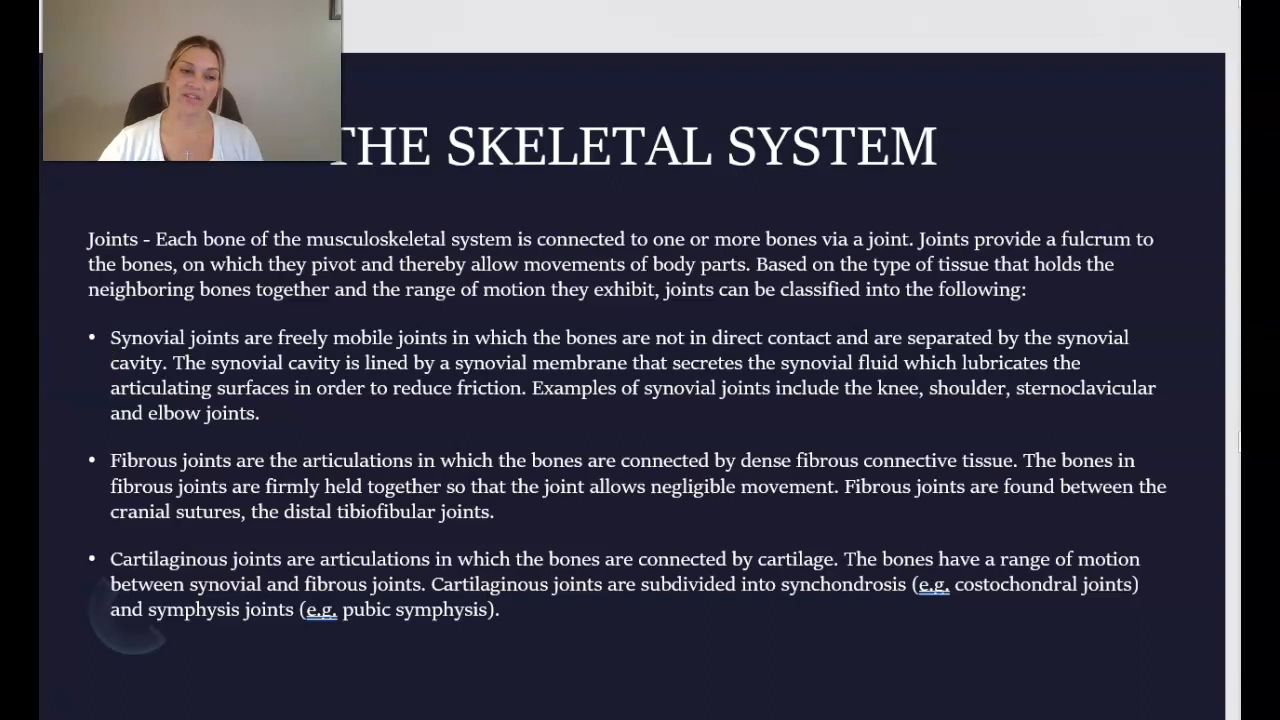 THE SKELETAL SYSTEM
Joints - Each bone of the musculoskeletal system is connected to one or more bones via a joint. Joints provide a fulcrum to
the bones, on which they pivot and thereby allow movements of body parts. Based on the type of tissue that holds the
neighboring bones together and the range of motion they exhibit, joints can be classified into the following:
• Synovial joints are freely mobile joints in which the bones are not in direct contact and are separated by the synovial
cavity. The synovial cavity is lined by a synovial membrane that secretes the synovial fluid which lubricates the
articulating surfaces in order to reduce friction. Examples of synovial joints include the knee, shoulder, sternoclavicular
and elbow joints.
• Fibrous joints are the articulations in which the bones are connected by dense fibrous connective tissue. The bones in
fibrous joints are firmly held together so that the joint allows negligible movement. Fibrous joints are found between the
cranial sutures, the distal tibiofibular joints.
• Cartilaginous joints are articulations in which the bones are connected by cartilage. The bones have a range of motion
between synovial and fibrous joints. Cartilaginous joints are subdivided into synchondrosis (e.g. costochondral joints)
and symphysis joints (e.g. pubic symphysis).